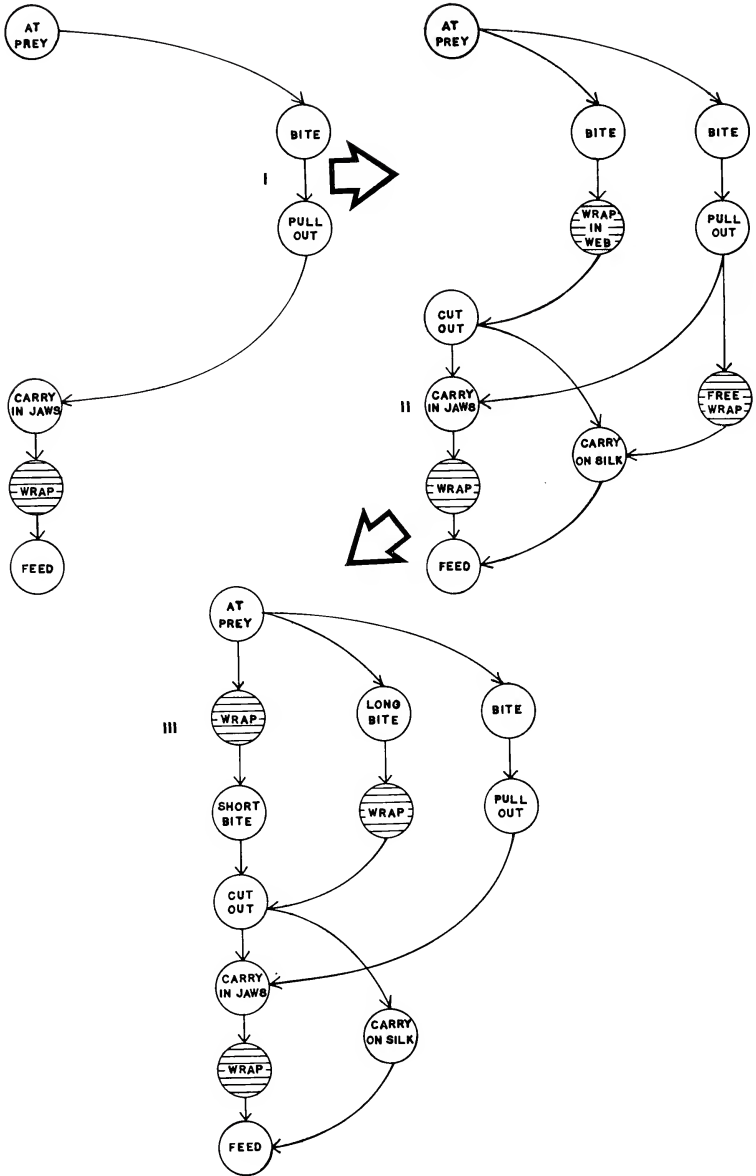 AT
PREY
BITE
I
PULL
OUT
CARRY
IN JAWS
WRAP
FEED
AT
PREY
BITE
BITE
WRAP
IN
WEB
PULL
OUT
CUT
OUT
II
CARRY
IN JAWS
FREE
WRAP
CARRY
ON SILK
WRAP
FEED
AT
PREY
III
WRAP
LONG
BITE
BITE
SHORT
BITE
WRAP
PULL
OUT
CUT
OUT
CARRY
IN JAWS
CARRY
ON SILK
WRAP
FEED